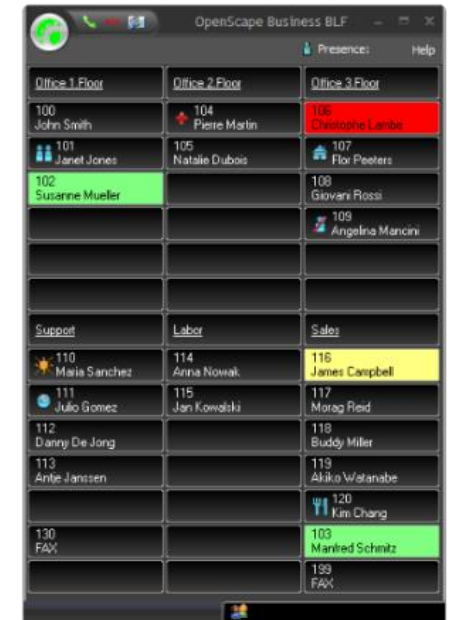 OpenScape Business BLF
Presence: Help
Office 1.Floor Office 2.Floor Office 3.Floor
100 104 106
John Smith Pierre Martin Christophe Lambe
101 105 107
Janet Jones Natalie Dubois Flor Peeters
102 108
Susanne Mueller Giovani Rossi
109
Angelina Mancini
Support Labor Sales
110 114 116
Maria Sanchez Anna Nowak James Campbell
111 115 117
Julio Gomez Jan Kowalski Morag Reid
112 118
Danny De Jong Buddy Miller
113 119
Antje Janssen Akiko Watanabe
120
Kim Chang
130 103
FAX Manfred Schmitz
199
FAX